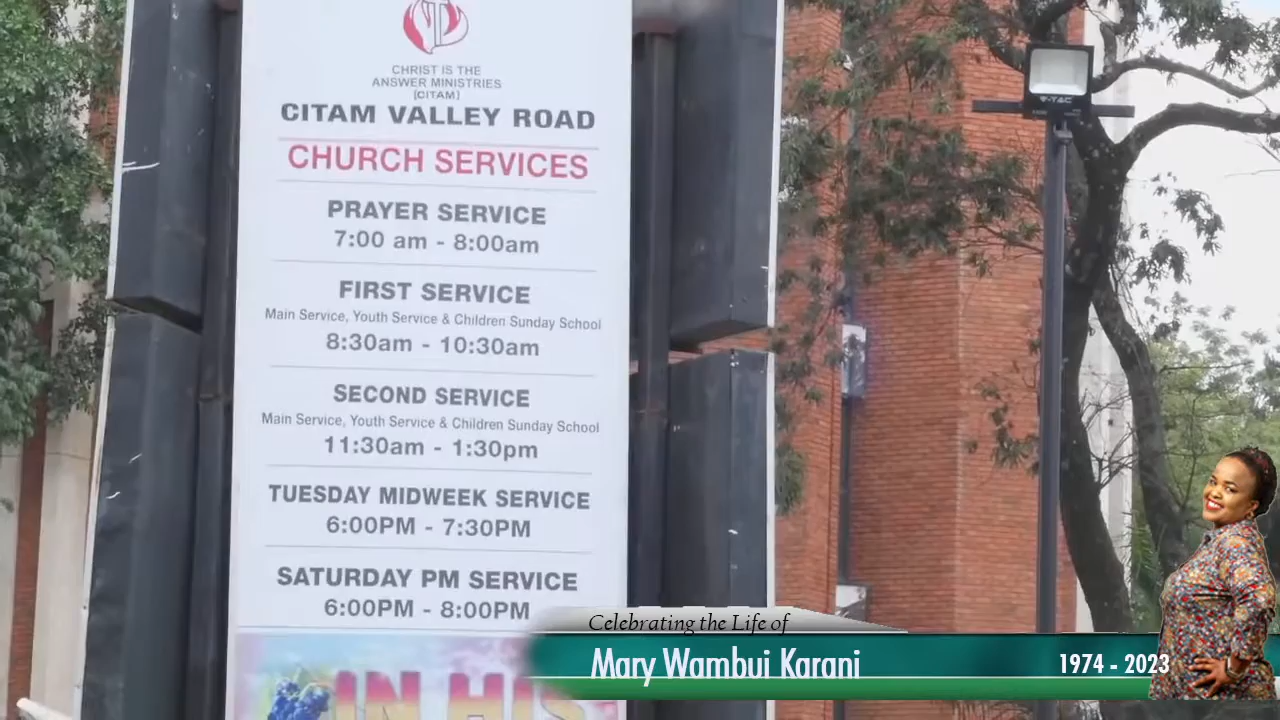 CHRIST IS THE
ANSWER MINISTRIES
(CITAM)
CITAM VALLEY ROAD
CHURCH SERVICES
PRAYER SERVICE
7:00 am - 8:00am
FIRST SERVICE
Main Service, Youth Service & Children Sunday School
8:30am - 10:30am
SECOND SERVICE
Main Service, Youth Service & Children Sunday School
11:30am - 1:30pm
TUESDAY MIDWEEK SERVICE
6:00PM - 7:30PM
SATURDAY PM SERVICE
6:00PM - 8:00PM
IN HIS
V-TAC
Celebrating the Life of
Mary Wambui Karani
1974 - 2023